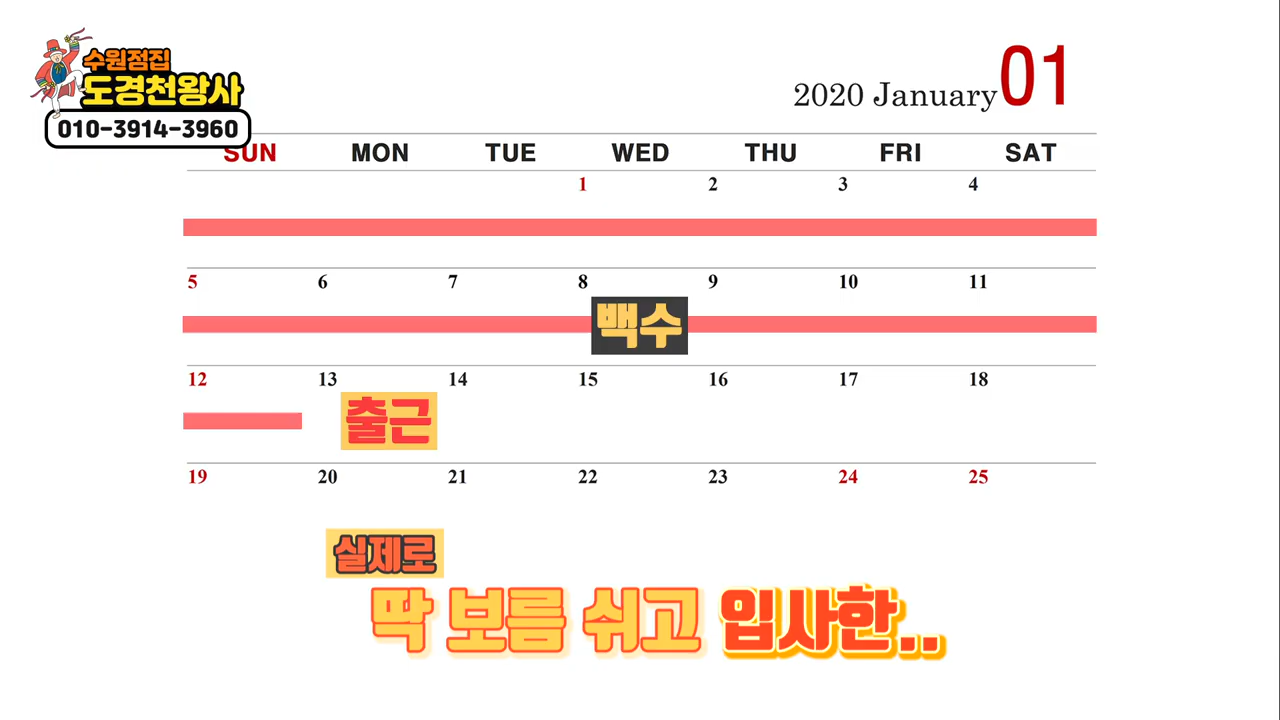 수원점집
도경천왕사
010-3914-3960
2020 January 01
SUN MON TUE WED THU FRI SAT
1 2 3 4
5 6 7 8 9 10 11
백수
12 13 14 15 16 17 18
출근
19 20 21 22 23 24 25
실제로
딱 보름 쉬고 입사한..